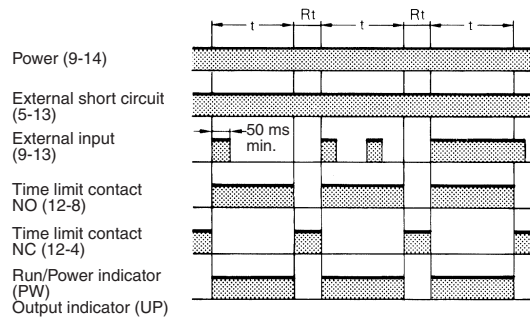 t Rt t Rt t
Power (9-14)
External short circuit
(5-13)
External input
(9-13)
50 ms
min.
Time limit contact
NO (12-8)
Time limit contact
NC (12-4)
Run/Power indicator
(PW)
Output indicator (UP)